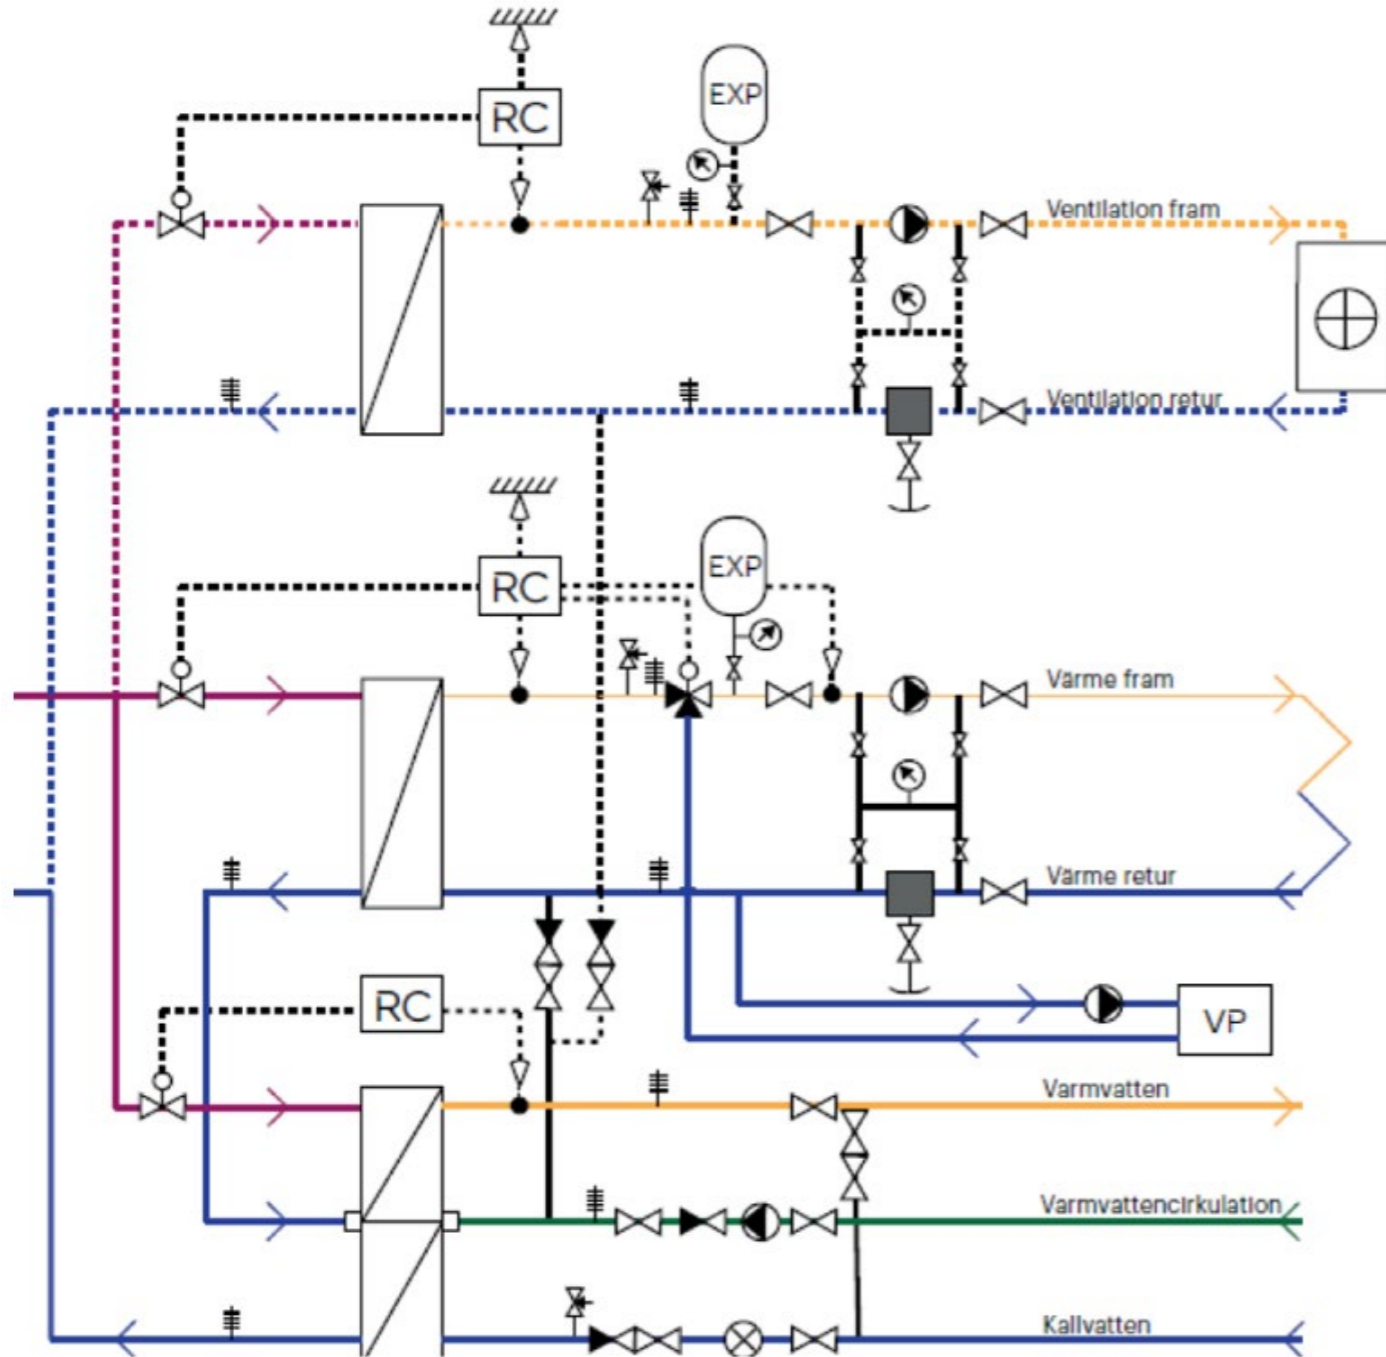 EXP
RC
Ventilation fram
Ventilation retur
EXP
RC
Värme fram
Värme retur
RC
VP
Varmvatten
Varmvattencirkulation
Kallvatten